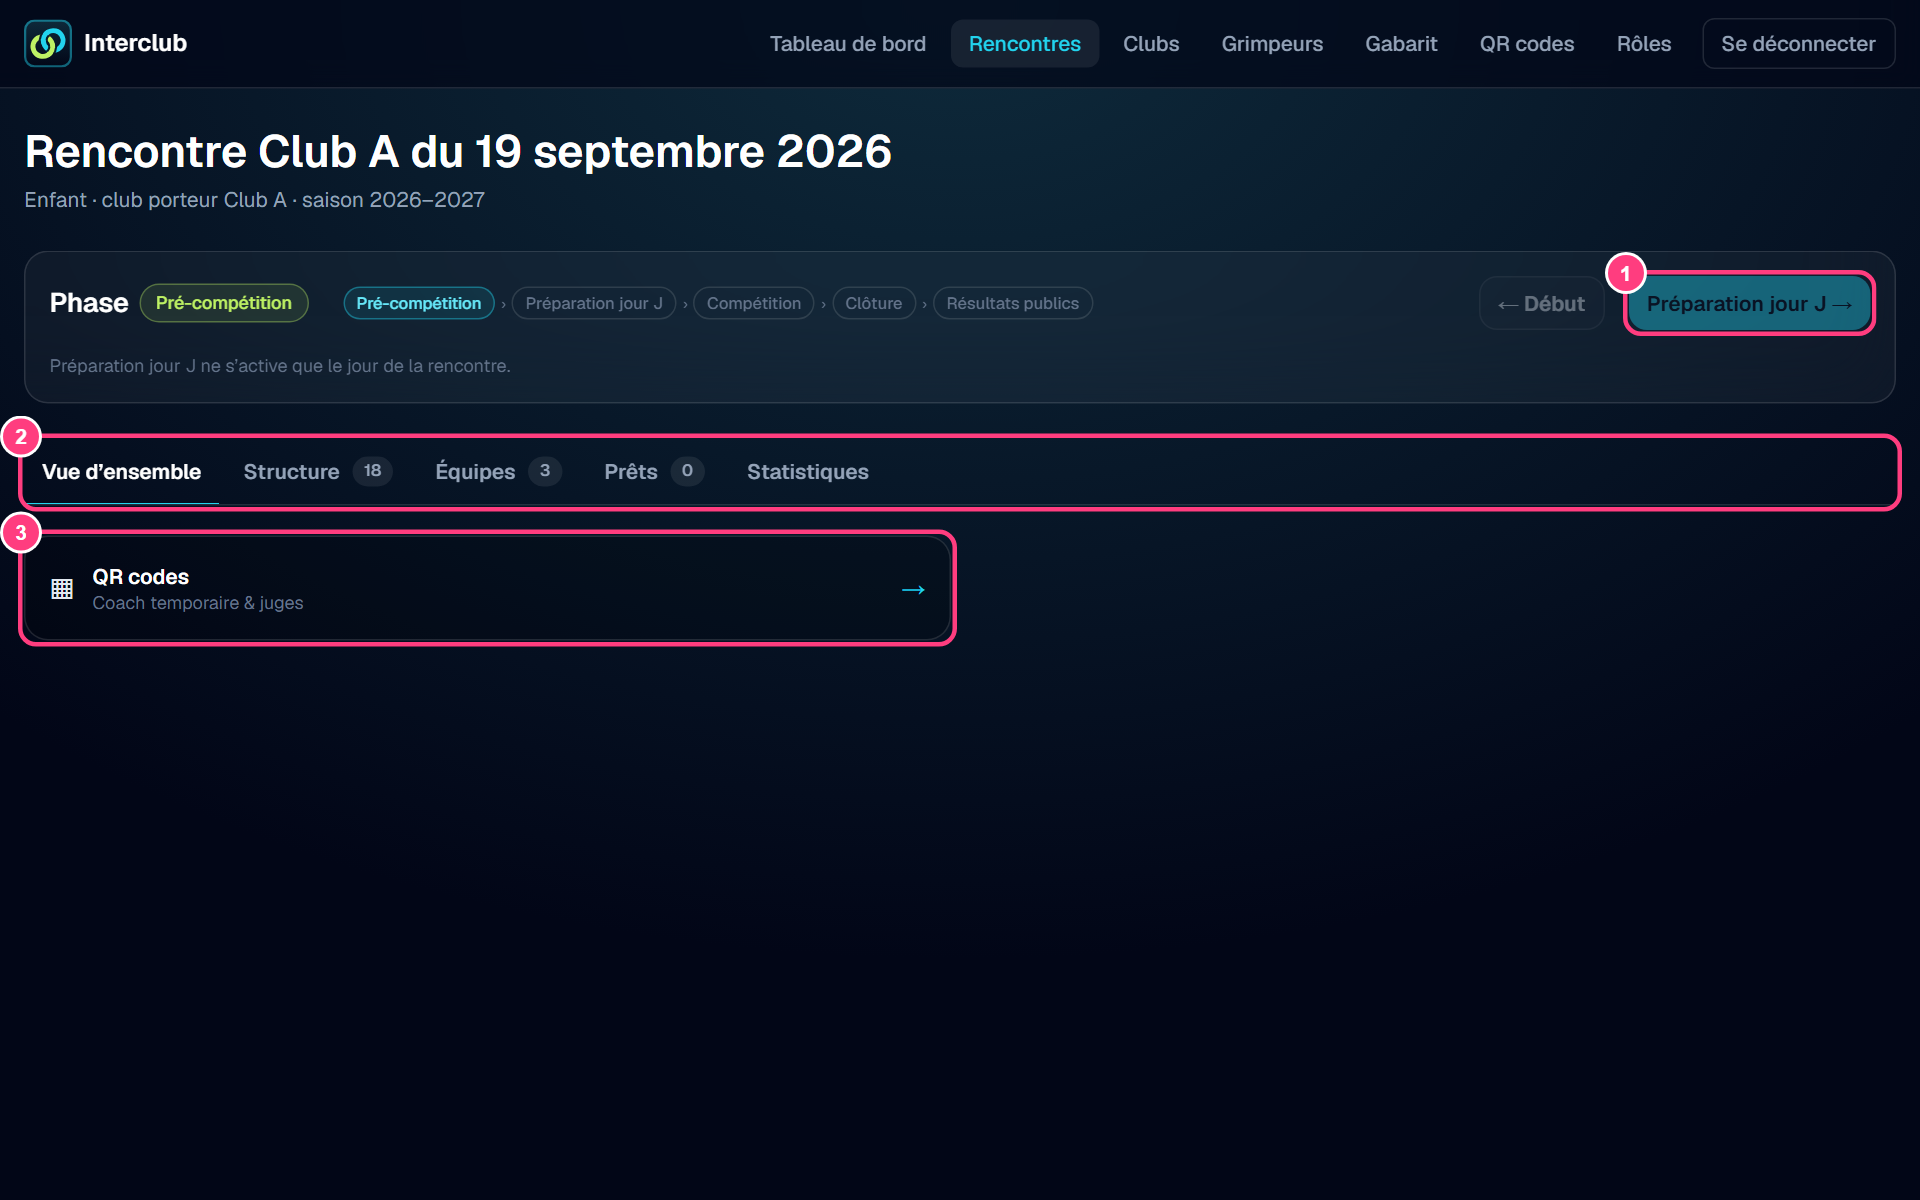 Interclub
Tableau de bord
Rencontres
Clubs
Grimpeurs
Gabarit
QR codes
Rôles
Se déconnecter
Rencontre Club A du 19 septembre 2026
Enfant · club porteur Club A · saison 2026–2027
Phase Pré-compétition Pré-compétition › Préparation jour J › Compétition › Clôture › Résultats publics
← Début
1
Préparation jour J →
Préparation jour J ne s’active que le jour de la rencontre.
2
Vue d’ensemble
Structure 18
Équipes 3
Prêts 0
Statistiques
3
QR codes
Coach temporaire & juges
→